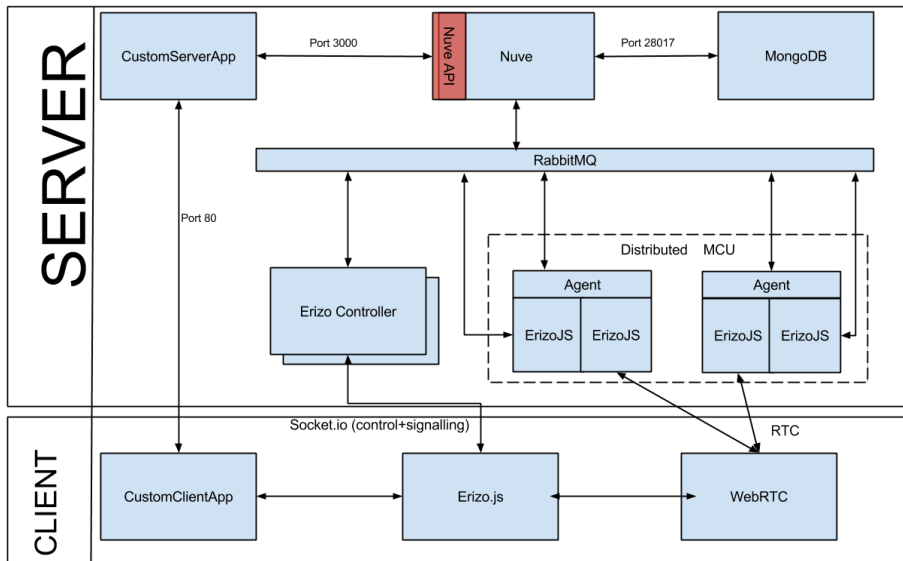 SERVER
CustomServerApp
Port 3000
Nuve API
Nuve
Port 28017
MongoDB
RabbitMQ
Port 80
Distributed MCU
Erizo Controller
Agent
ErizoJS ErizoJS
Agent
ErizoJS ErizoJS
Socket.io (control+signalling)
RTC
CLIENT
CustomClientApp
Erizo.js
WebRTC